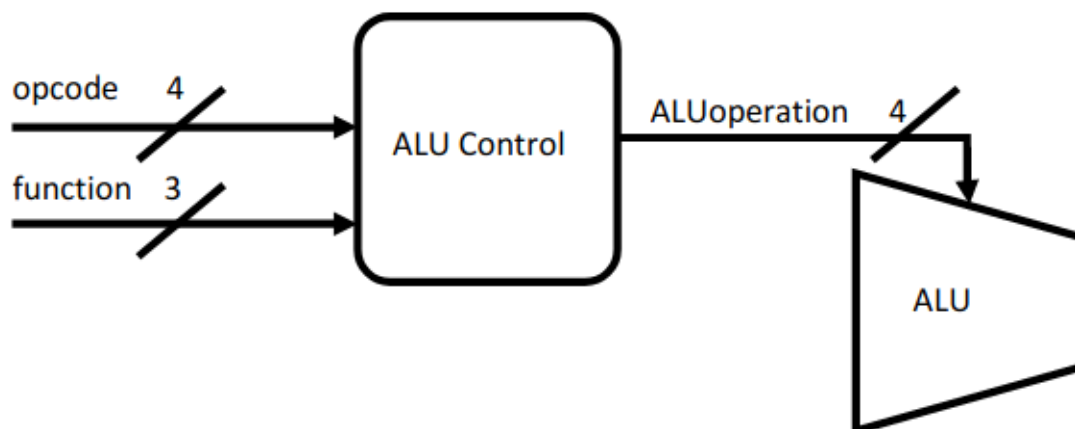 opcode 4
ALUoperation 4
ALU Control
function 3
ALU